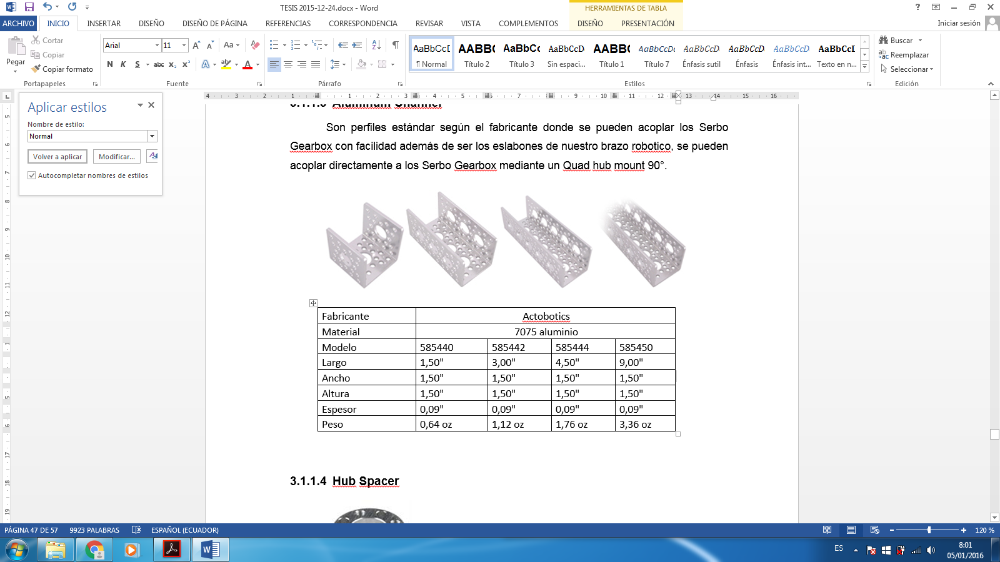 TESIS 2015-12-24.docx - Word
HERRAMIENTAS DE TABLA
ARCHIVO INICIO INSERTAR DISEÑO DISEÑO DE PÁGINA REFERENCIAS CORRESPONDENCIA REVISAR VISTA COMPLEMENTOS DISEÑO PRESENTACIÓN Iniciar sesión
Pegar
Cortar
Copiar
Copiar formato
Portapapeles
Arial 11
N K S abc x₂ x²
Fuente
Párrafo
AaBbCcD AABBC AaBbCc AaBbCcD AABBC AaBbCcDc AaBbCcD AaBbCcD AaBbCcD AaBbCcD
¶ Normal Título 2 Título 3 Sin espaci... Título 1 Título 7 Énfasis sutil Énfasis Énfasis int... Texto en n...
Estilos
Buscar
Reemplazar
Seleccionar
Edición
Aplicar estilos
Nombre de estilo:
Normal
Volver a aplicar Modificar...
Autocompletar nombres de estilos
3.1.1.3 Aluminum Channel
Son perfiles estándar según el fabricante donde se pueden acoplar los Serbo
Gearbox con facilidad además de ser los eslabones de nuestro brazo robotico, se pueden
acoplar directamente a los Serbo Gearbox mediante un Quad hub mount 90°.
Fabricante Actobotics
Material 7075 aluminio
Modelo 585440 585442 585444 585450
Largo 1,50" 3,00" 4,50" 9,00"
Ancho 1,50" 1,50" 1,50" 1,50"
Altura 1,50" 1,50" 1,50" 1,50"
Espesor 0,09" 0,09" 0,09" 0,09"
Peso 0,64 oz 1,12 oz 1,76 oz 3,36 oz
3.1.1.4 Hub Spacer
PÁGINA 47 DE 57 9923 PALABRAS ESPAÑOL (ECUADOR) 120 %
ES
8:01
05/01/2016